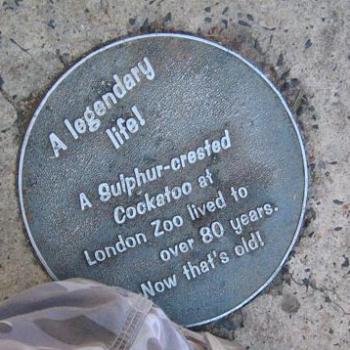 A legendary
life!
A Sulphur-crested
Cockatoo at
London Zoo lived to
over 80 years.
Now that's old!